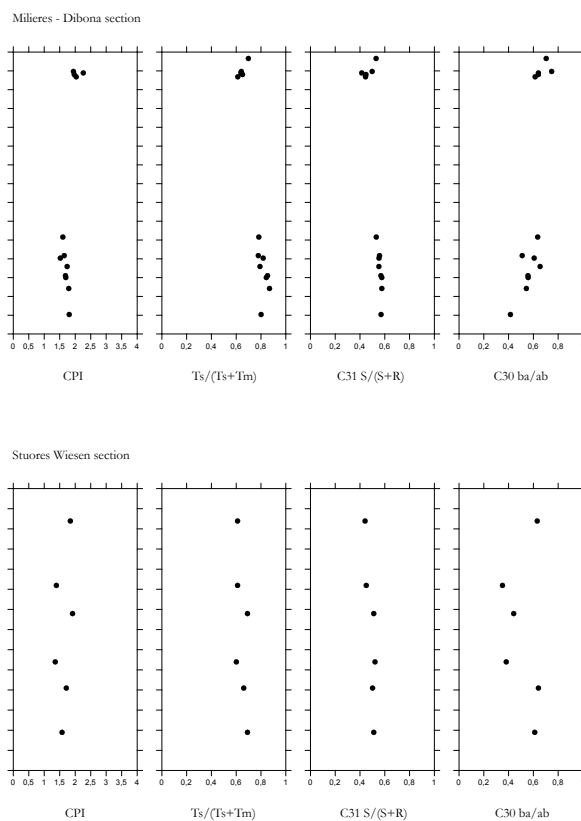 Milieres - Dibona section
0 0,5 1 1,5 2 2,5 3 3,5 4
0 0,2 0,4 0,6 0,8 1
0 0,2 0,4 0,6 0,8 1
0 0,2 0,4 0,6 0,8
CPI
Ts/(Ts+Tm)
C31 S/(S+R)
C30 ba/ab
Stuores Wiesen section
0 0,5 1 1,5 2 2,5 3 3,5 4
0 0,2 0,4 0,6 0,8 1
0 0,2 0,4 0,6 0,8 1
0 0,2 0,4 0,6 0,8
CPI
Ts/(Ts+Tm)
C31 S/(S+R)
C30 ba/ab